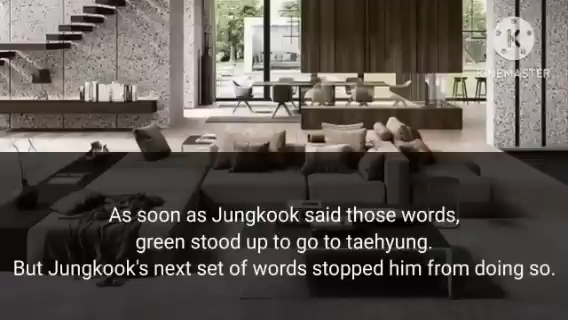 K
KINEMASTER
As soon as Jungkook said those words,
green stood up to go to taehyung.
But Jungkook's next set of words stopped him from doing so.